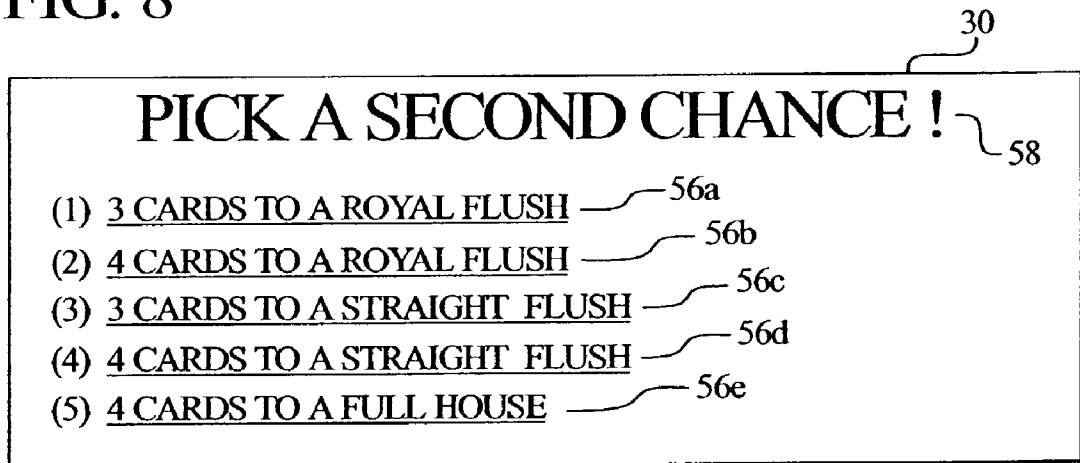 FIG. 8
30
PICK A SECOND CHANCE !
58
(1) 3 CARDS TO A ROYAL FLUSH 56a
(2) 4 CARDS TO A ROYAL FLUSH 56b
(3) 3 CARDS TO A STRAIGHT FLUSH 56c
(4) 4 CARDS TO A STRAIGHT FLUSH 56d
(5) 4 CARDS TO A FULL HOUSE 56e